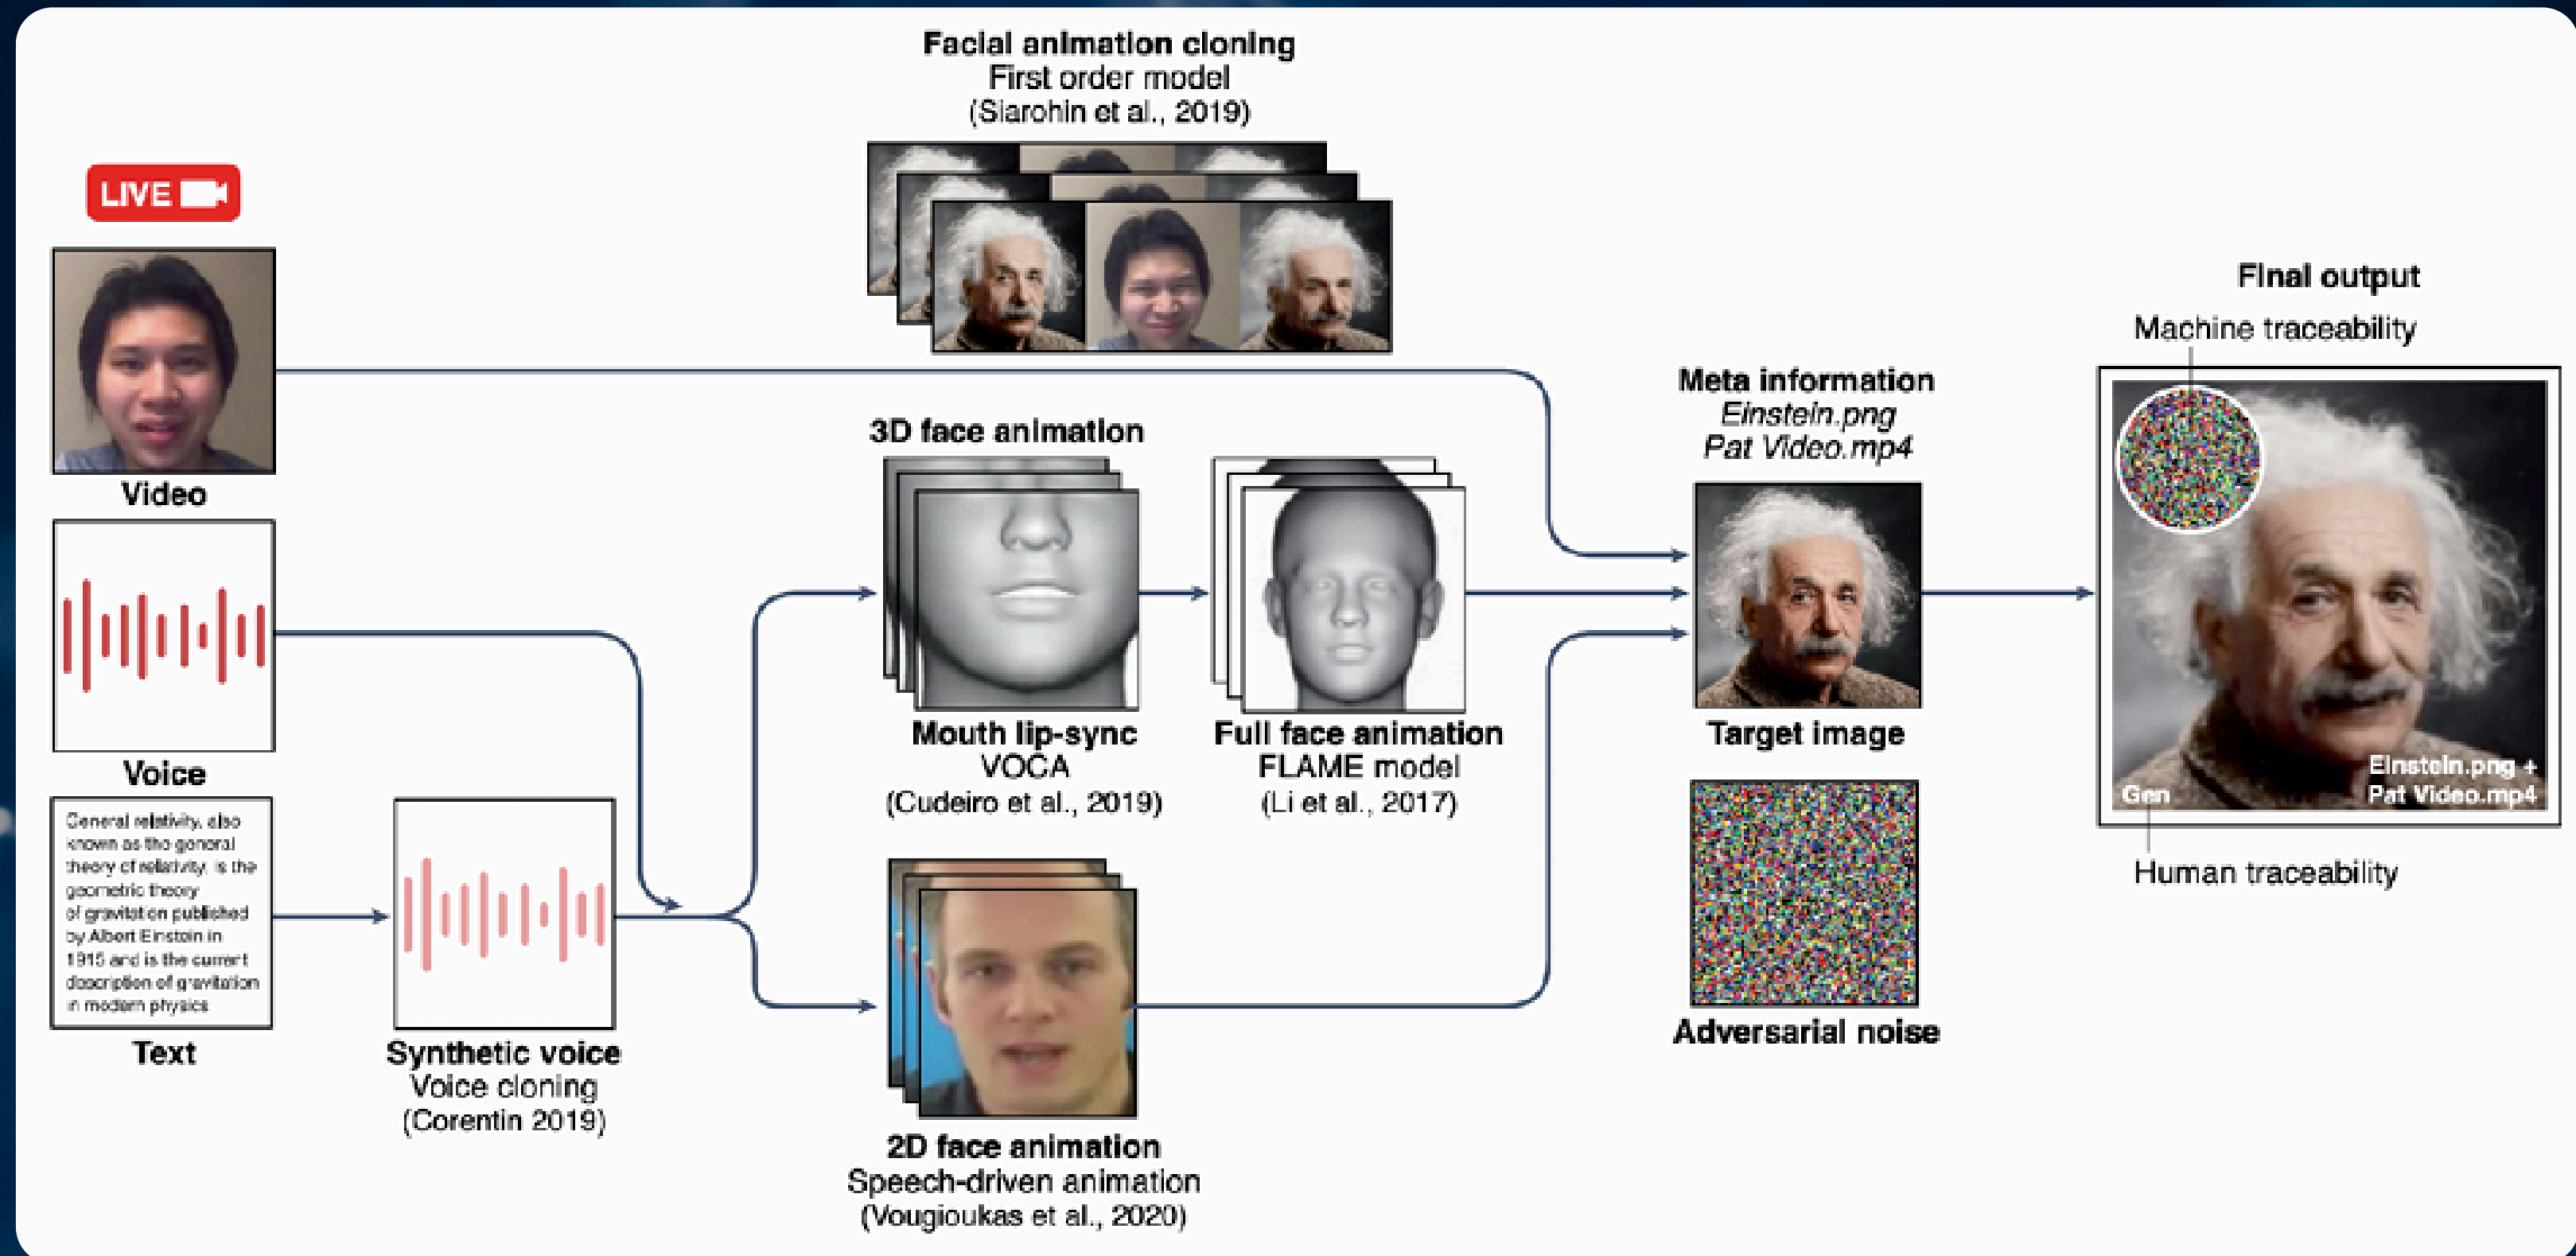 Facial animation cloning
First order model
(Siarohin et al., 2019)
LIVE
Video
Voice
General relativity, also
known as the general
theory of relativity, is the
geometric theory
of gravitation published
by Albert Einstein in
1915 and is the current
description of gravitation
in modern physics
Text
Synthetic voice
Voice cloning
(Corentin 2019)
3D face animation
Mouth lip-sync
VOCA
(Cudeiro et al., 2019)
Full face animation
FLAME model
(Li et al., 2017)
2D face animation
Speech-driven animation
(Vougioukas et al., 2020)
Meta information
Einstein.png
Pat Video.mp4
Target image
Adversarial noise
Final output
Machine traceability
Einstein.png +
Pat Video.mp4
Gen
Human traceability